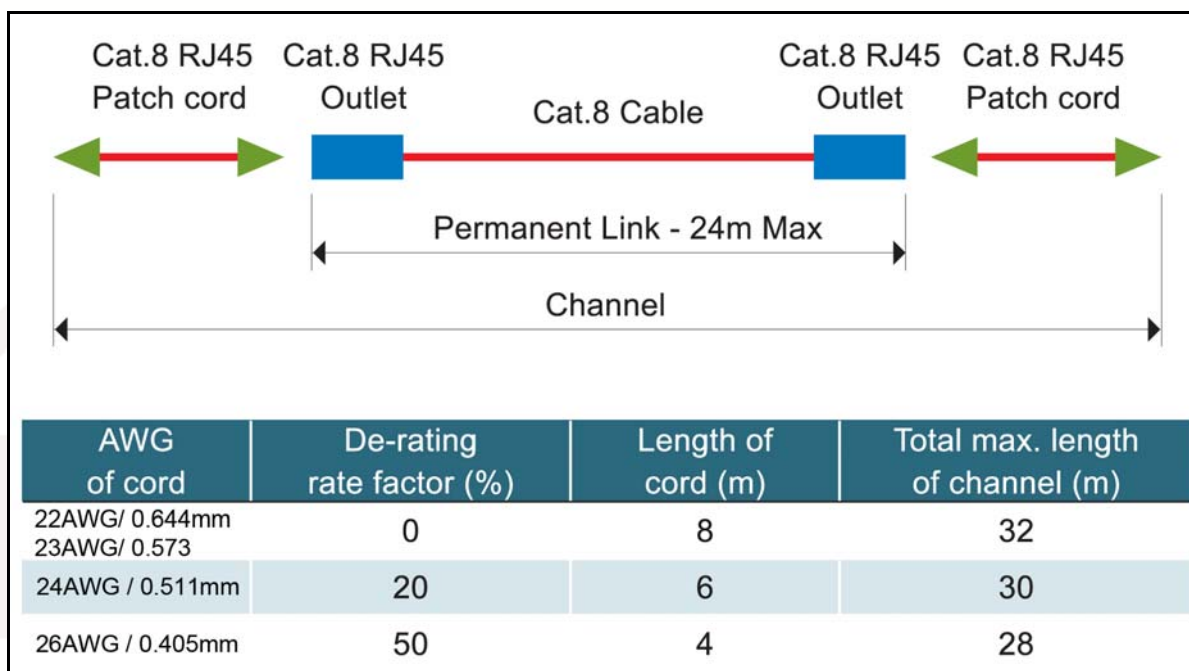 Cat.8 RJ45 Cat.8 RJ45 Cat.8 RJ45 Cat.8 RJ45
Patch cord Outlet Outlet Patch cord
Cat.8 Cable
Permanent Link - 24m Max
Channel
AWG De-rating Length of Total max. length
of cord rate factor (%) cord (m) of channel (m)
22AWG/ 0.644mm
23AWG/ 0.573 0 8 32
24AWG / 0.511mm 20 6 30
26AWG / 0.405mm 50 4 28